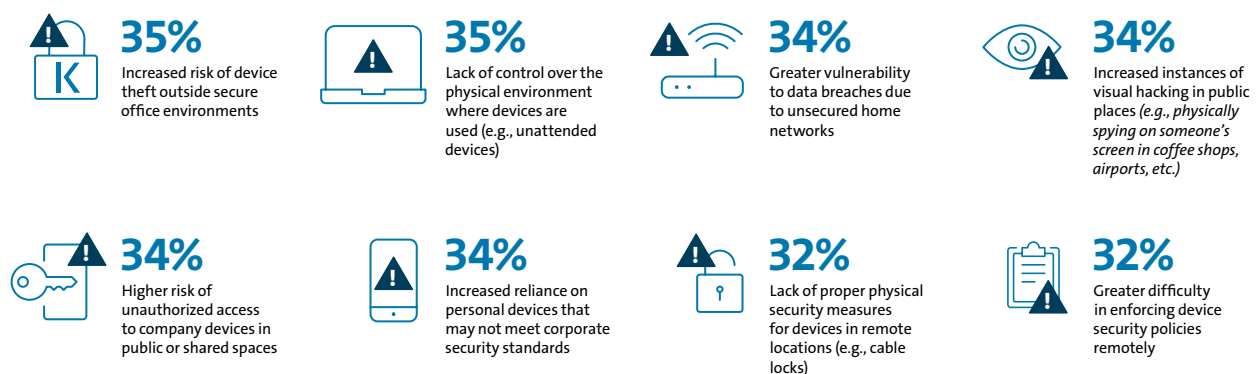 35%
Increased risk of device
theft outside secure
office environments
35%
Lack of control over the
physical environment
where devices are
used (e.g., unattended
devices)
34%
Greater vulnerability
to data breaches due
to unsecured home
networks
34%
Increased instances of
visual hacking in public
places (e.g., physically
spying on someone’s
screen in coffee shops,
airports, etc.)
34%
Higher risk of
unauthorized access
to company devices in
public or shared spaces
34%
Increased reliance on
personal devices that
may not meet corporate
security standards
32%
Lack of proper physical
security measures
for devices in remote
locations (e.g., cable
locks)
32%
Greater difficulty
in enforcing device
security policies
remotely
K
!
!
!
!
!
!
!
!